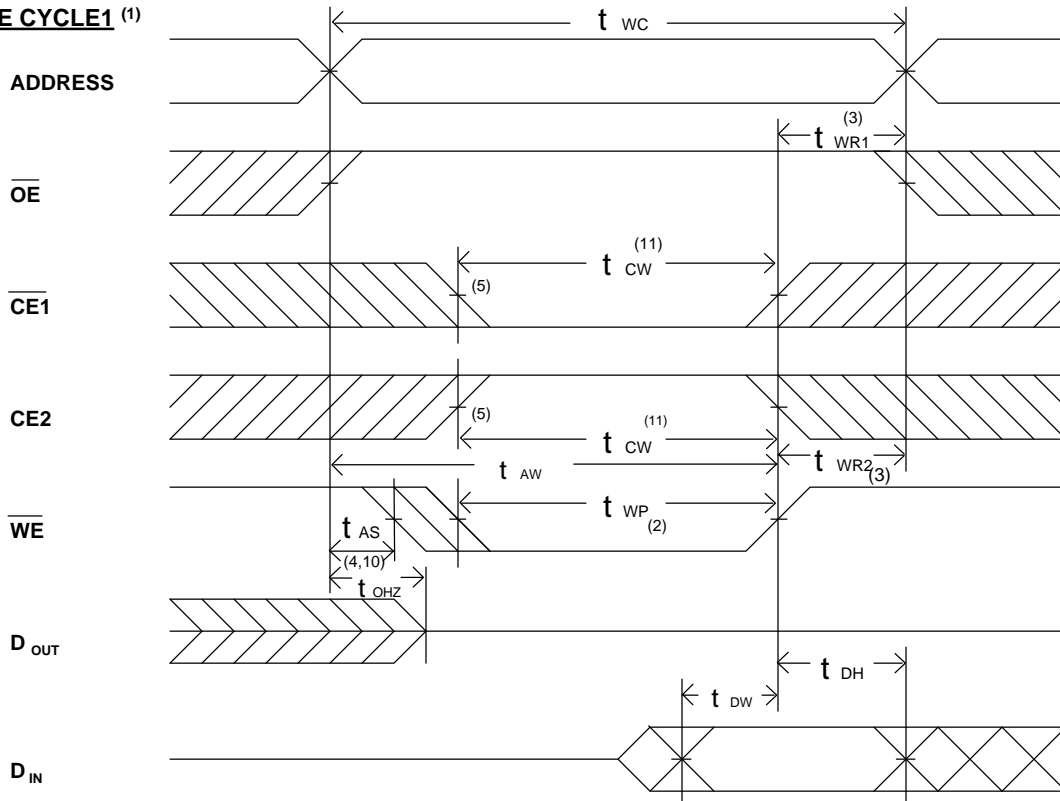 E CYCLE1 (1)
t WC
ADDRESS
(3)
t WR1
OE
(11)
t CW
(5)
CE1
CE2
(5)
(11)
t CW
t AW
t WR2
(3)
WE
t AS
t WP
(2)
(4,10)
t OHZ
D OUT
t DH
t DW
D IN